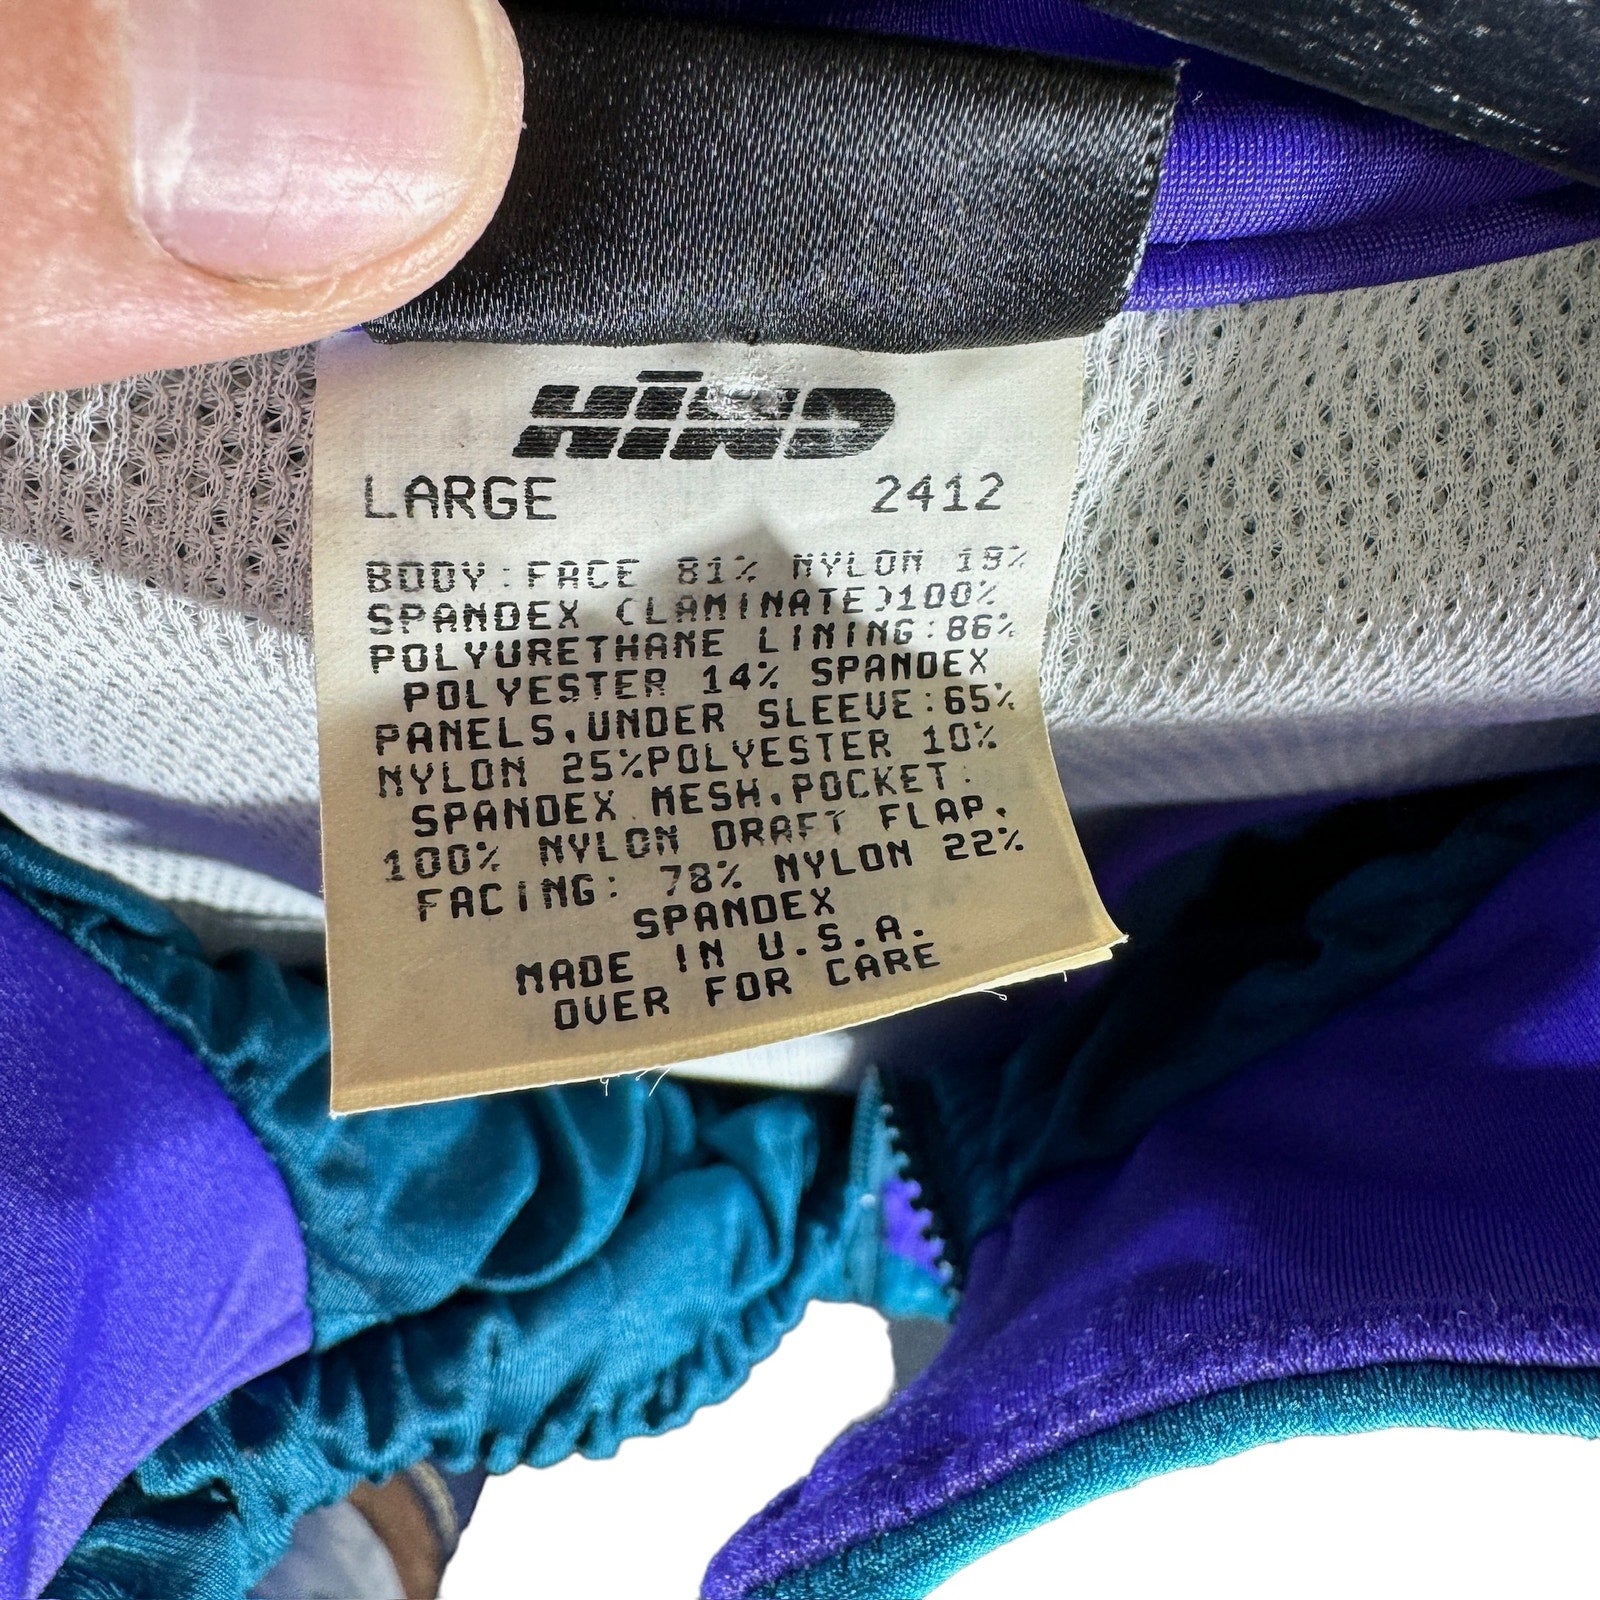 HIND
LARGE 2412
BODY:FACE 81% NYLON 19%
SPANDEX (LAMINATE)100%
POLYURETHANE LINING:86%
POLYESTER 14% SPANDEX
PANELS,UNDER SLEEVE:65%
NYLON 25%POLYESTER 10%
SPANDEX MESH,POCKET:
100% NYLON DRAFT FLAP,
FACING: 78% NYLON 22%
SPANDEX
MADE IN U.S.A.
OVER FOR CARE